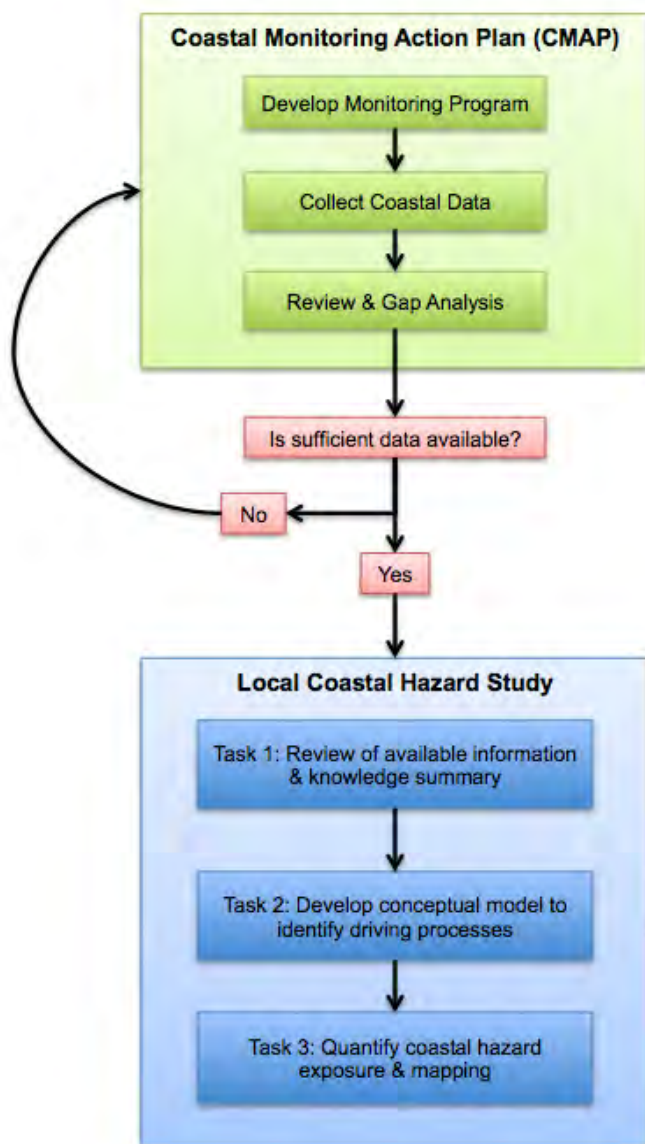 Coastal Monitoring Action Plan (CMAP)
Develop Monitoring Program
Collect Coastal Data
Review & Gap Analysis
Is sufficient data available?
No
Yes
Local Coastal Hazard Study
Task 1: Review of available information
& knowledge summary
Task 2: Develop conceptual model to
identify driving processes
Task 3: Quantify coastal hazard
exposure & mapping